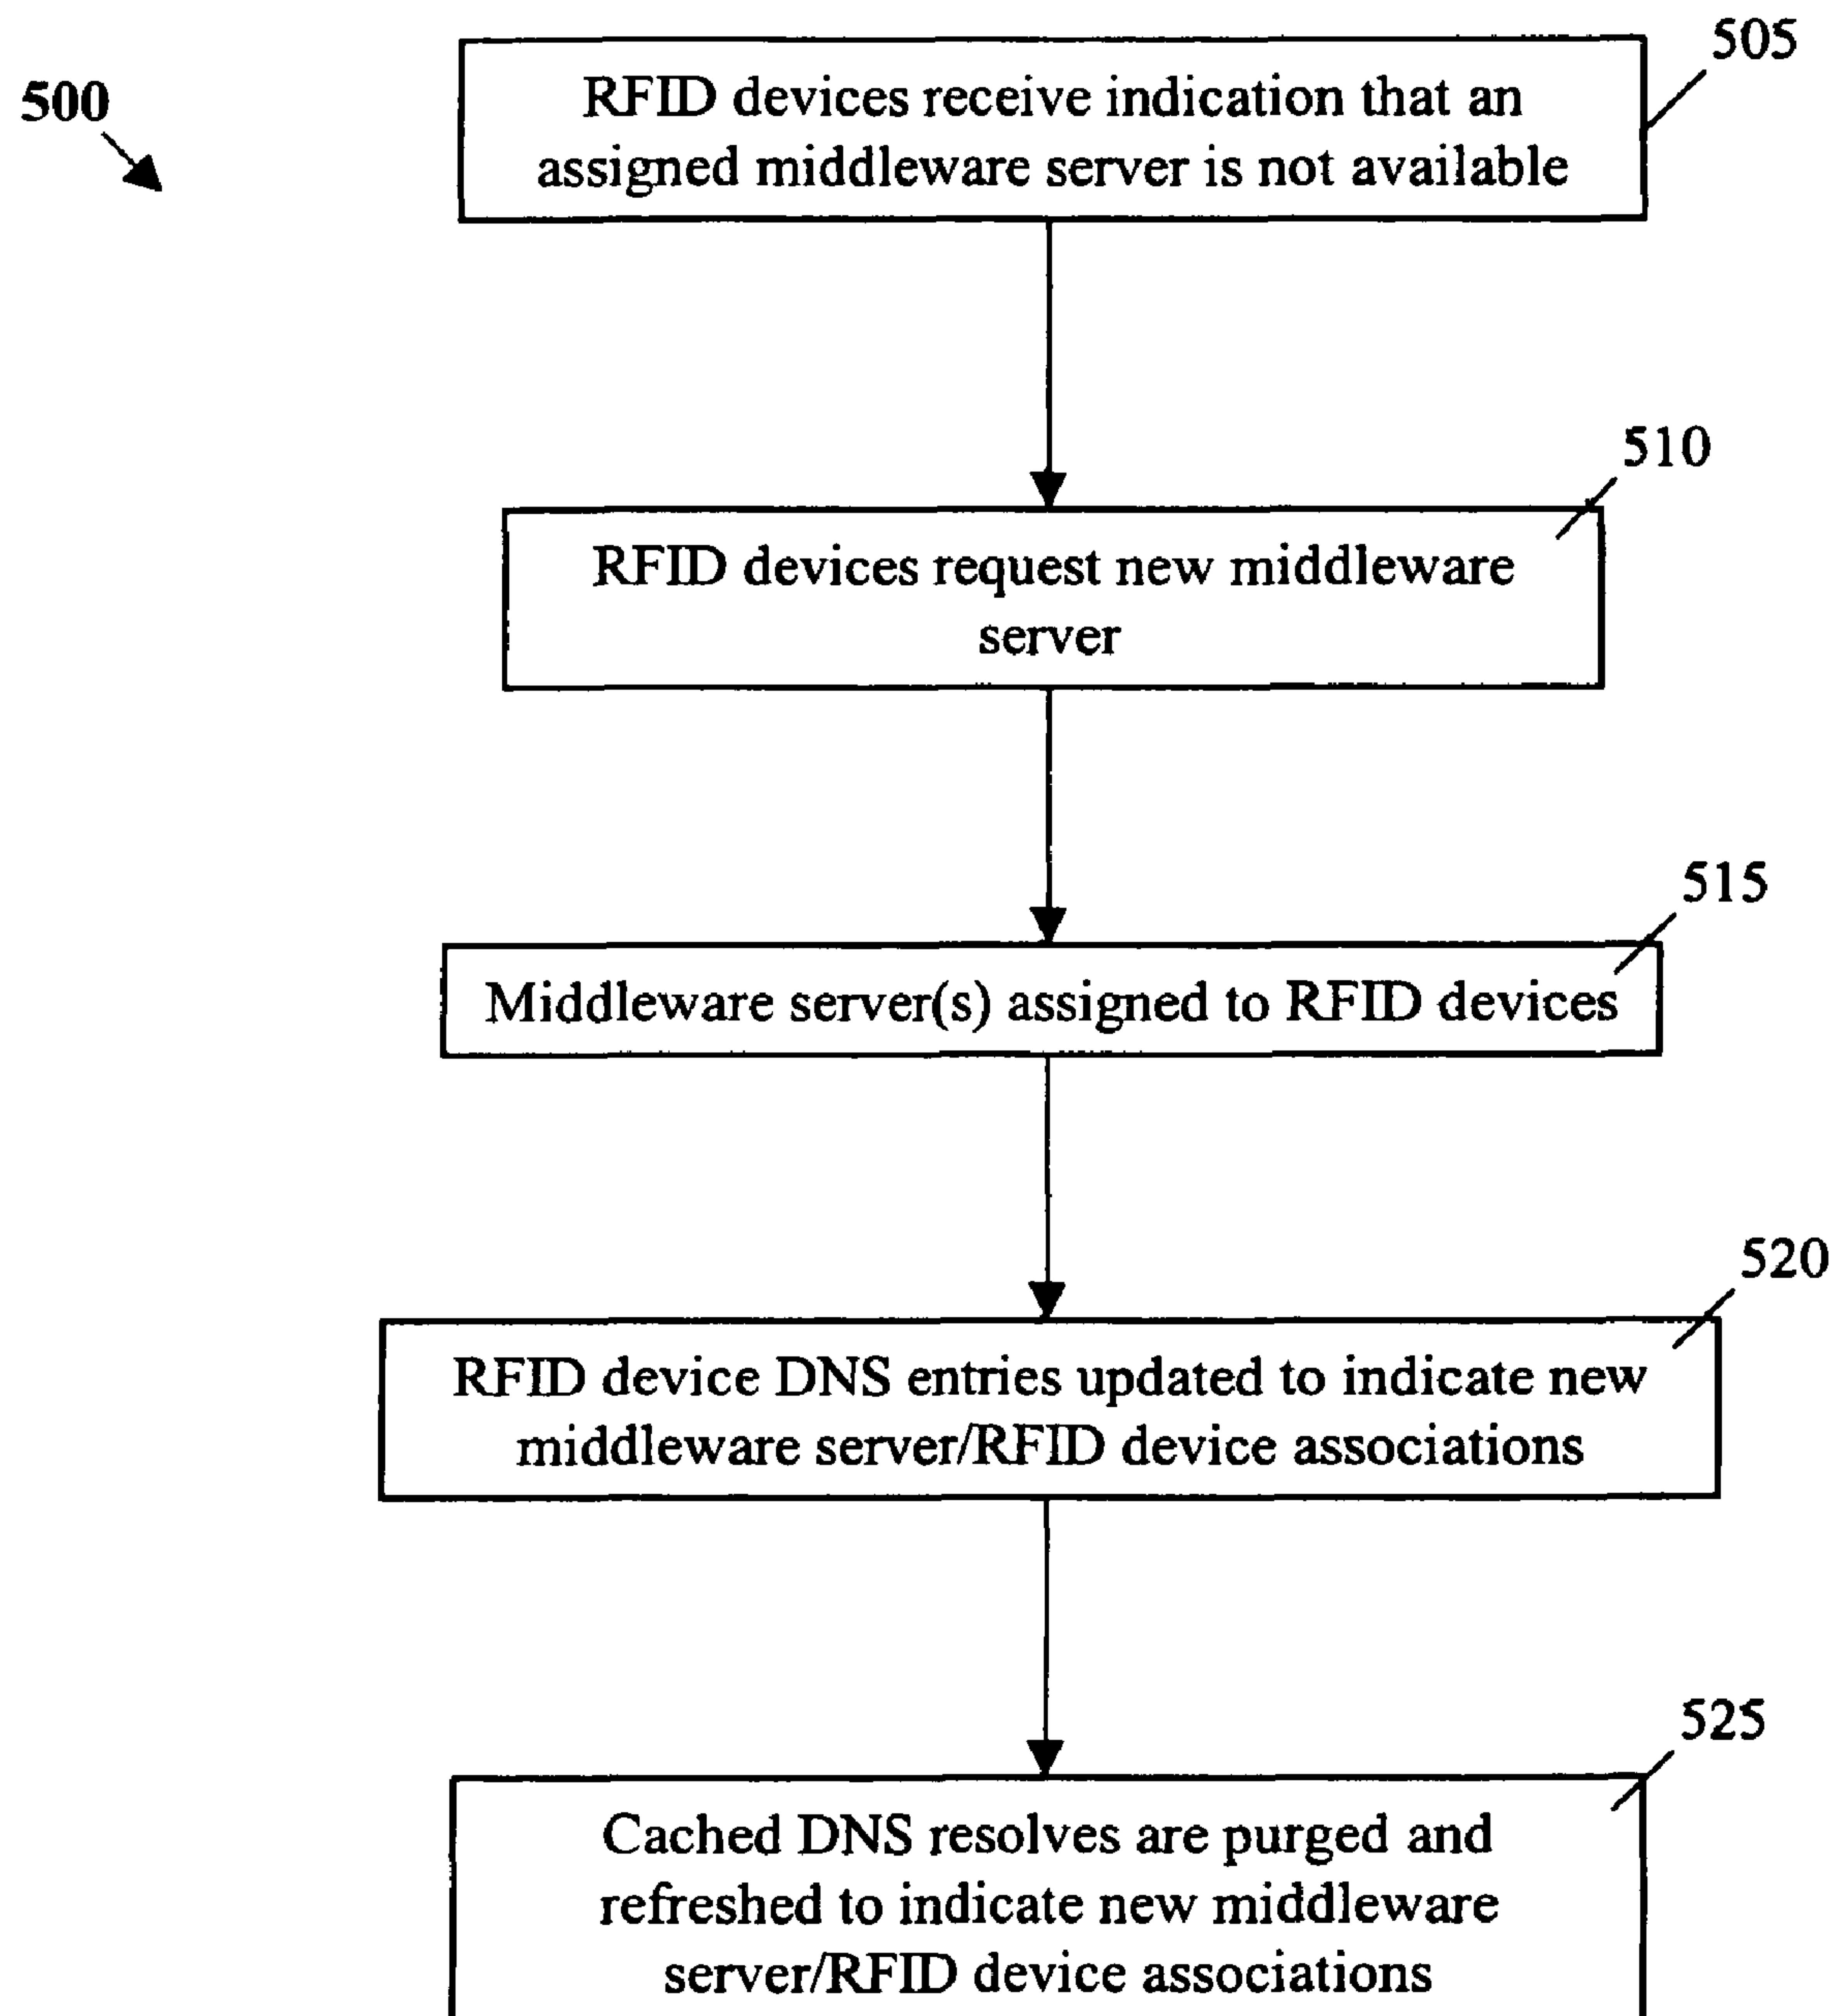 505
500
RFID devices receive indication that an
assigned middleware server is not available
510
RFID devices request new middleware
server
515
Middleware server(s) assigned to RFID devices
520
RFID device DNS entries updated to indicate new
middleware server/RFID device associations
525
Cached DNS resolves are purged and
refreshed to indicate new middleware
server/RFID device associations